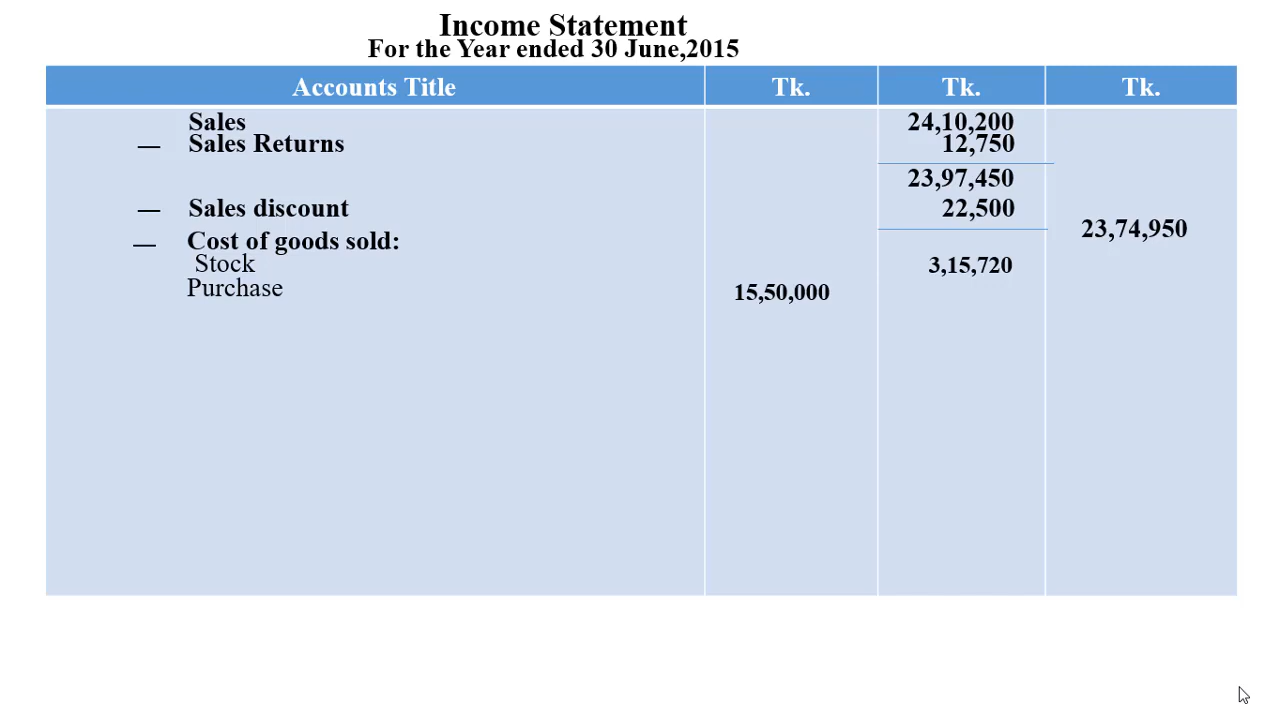 Income Statement
For the Year ended 30 June,2015
Accounts Title Tk. Tk. Tk.
Sales 24,10,200
— Sales Returns 12,750
23,97,450
— Sales discount 22,500
23,74,950
— Cost of goods sold:
Stock 3,15,720
Purchase 15,50,000